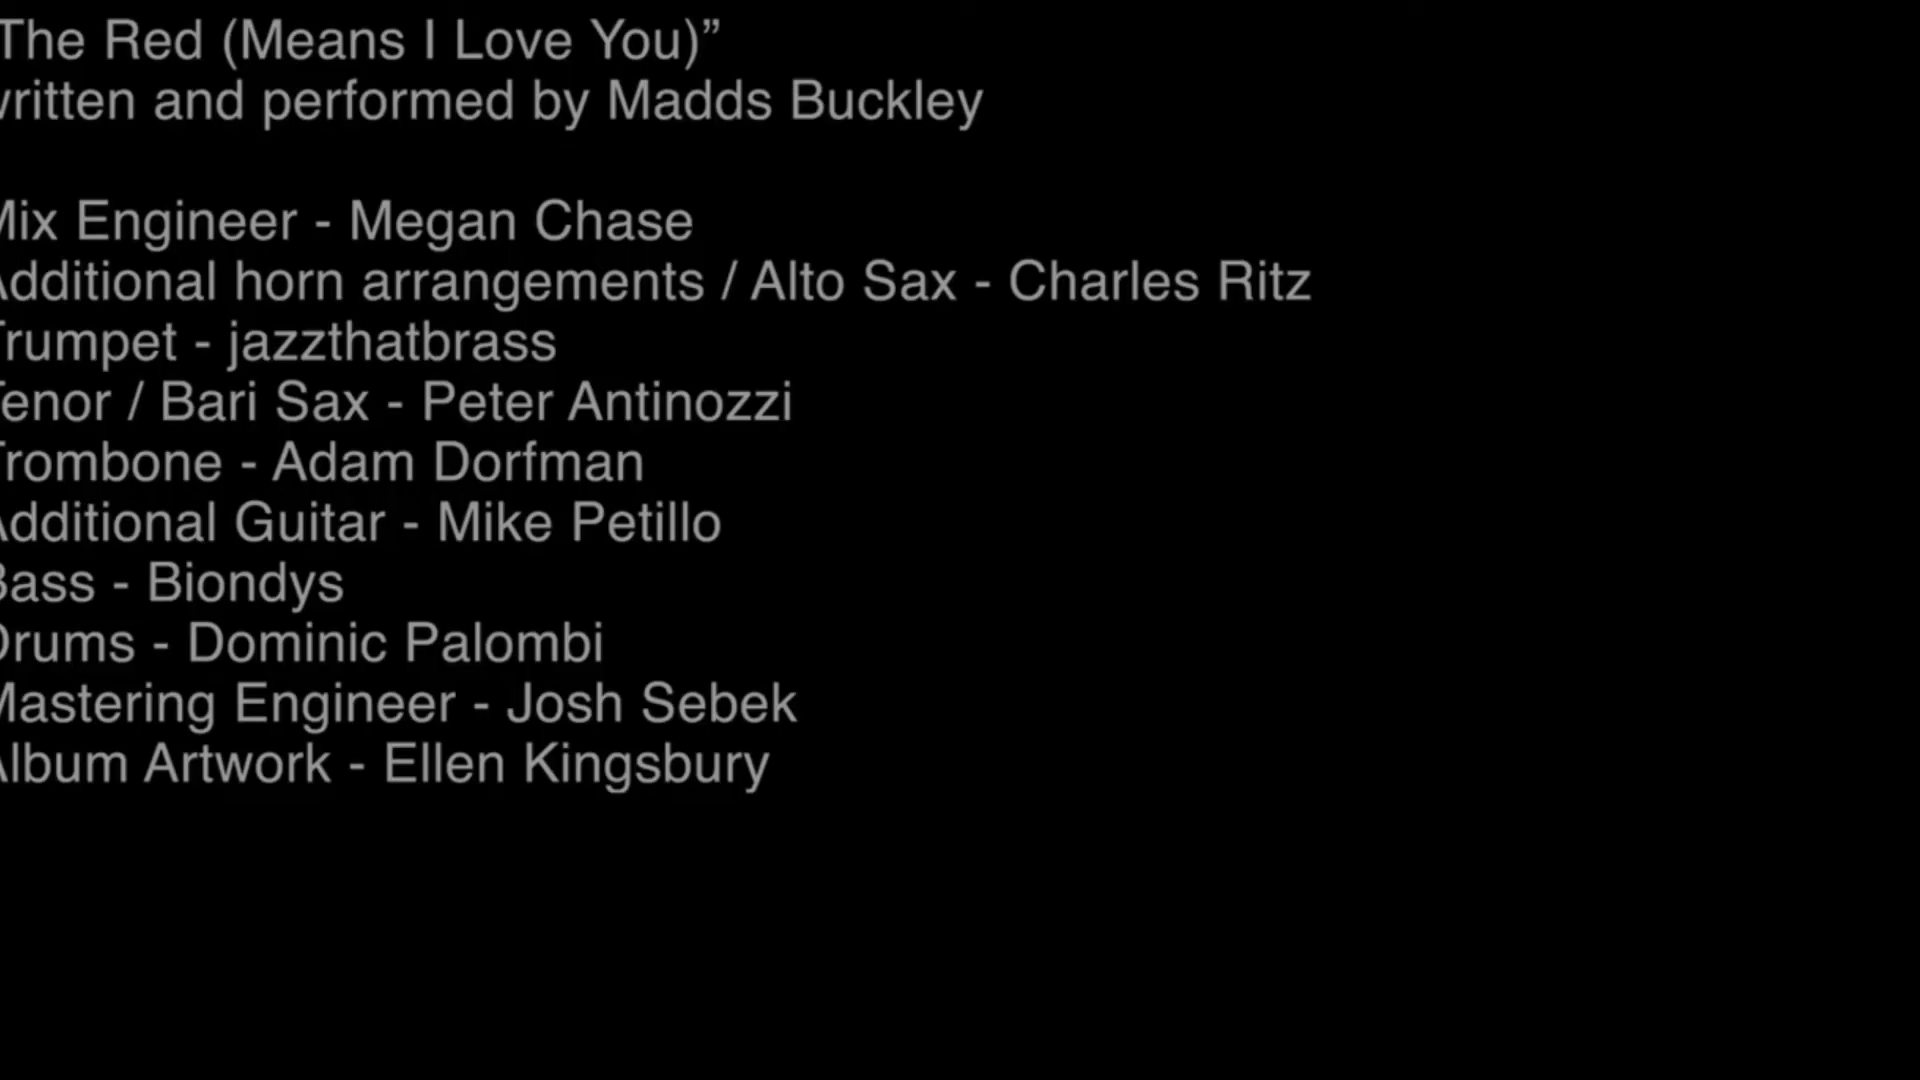 The Red (Means I Love You)”
written and performed by Madds Buckley
Mix Engineer - Megan Chase
Additional horn arrangements / Alto Sax - Charles Ritz
Trumpet - jazzthatbrass
Tenor / Bari Sax - Peter Antinozzi
Trombone - Adam Dorfman
Additional Guitar - Mike Petillo
Bass - Biondys
Drums - Dominic Palombi
Mastering Engineer - Josh Sebek
Album Artwork - Ellen Kingsbury